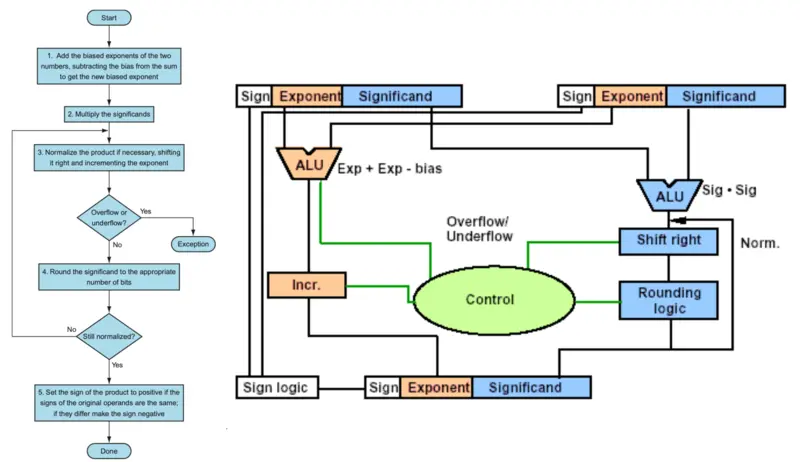 Start
1. Add the biased exponents of the two
numbers, subtracting the bias from the sum
to get the new biased exponent
2. Multiply the significands
3. Normalize the product if necessary, shifting
it right and incrementing the exponent
Overflow or
underflow?
Yes
Exception
No
4. Round the significand to the appropriate
number of bits
No
Still normalized?
Yes
5. Set the sign of the product to positive if the
signs of the original operands are the same;
if they differ make the sign negative
Done
Sign Exponent Significand
Sign Exponent Significand
ALU
Exp + Exp - bias
ALU
Sig • Sig
Overflow/
Underflow
Shift right
Norm.
Incr.
Control
Rounding
logic
Sign logic
Sign Exponent Significand